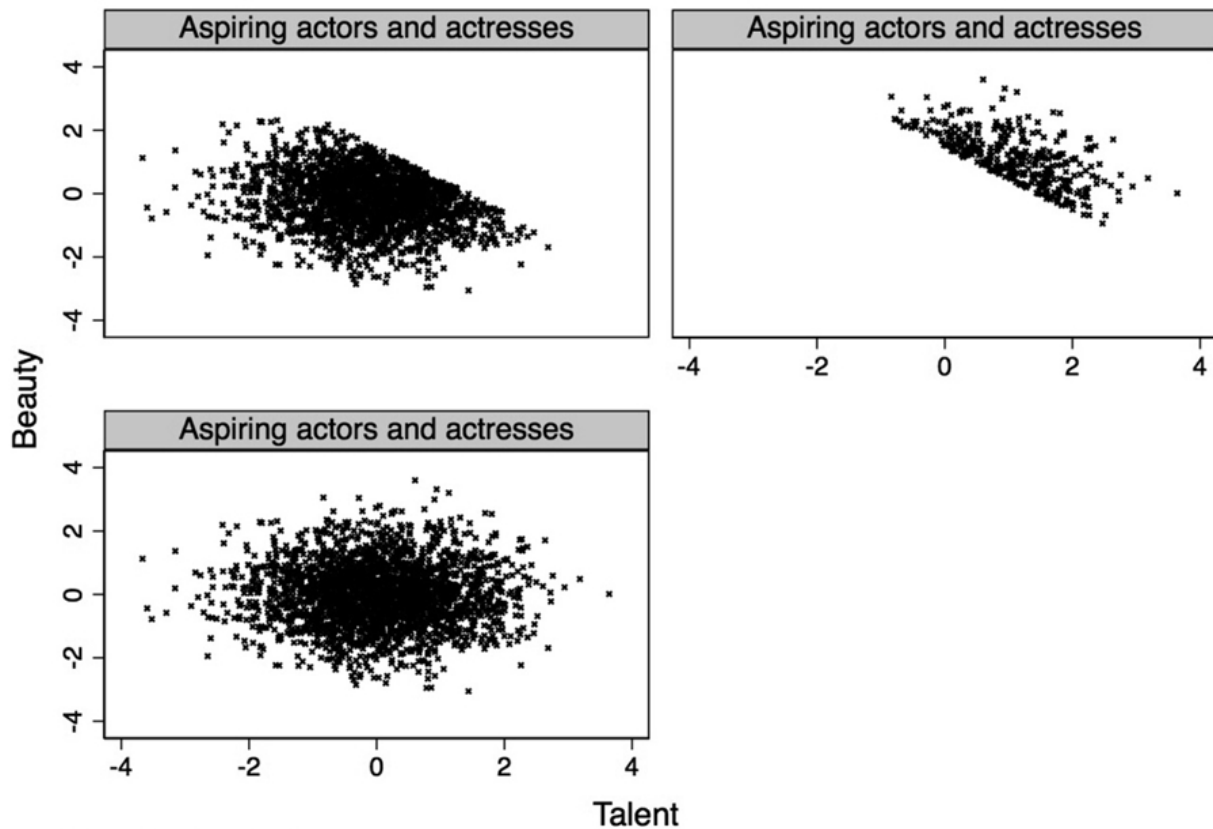 Aspiring actors and actresses
Aspiring actors and actresses
4
2
0
-2
-4
-4 -2 0 2 4
Beauty
Aspiring actors and actresses
4
2
0
-2
-4
-4 -2 0 2 4
Talent